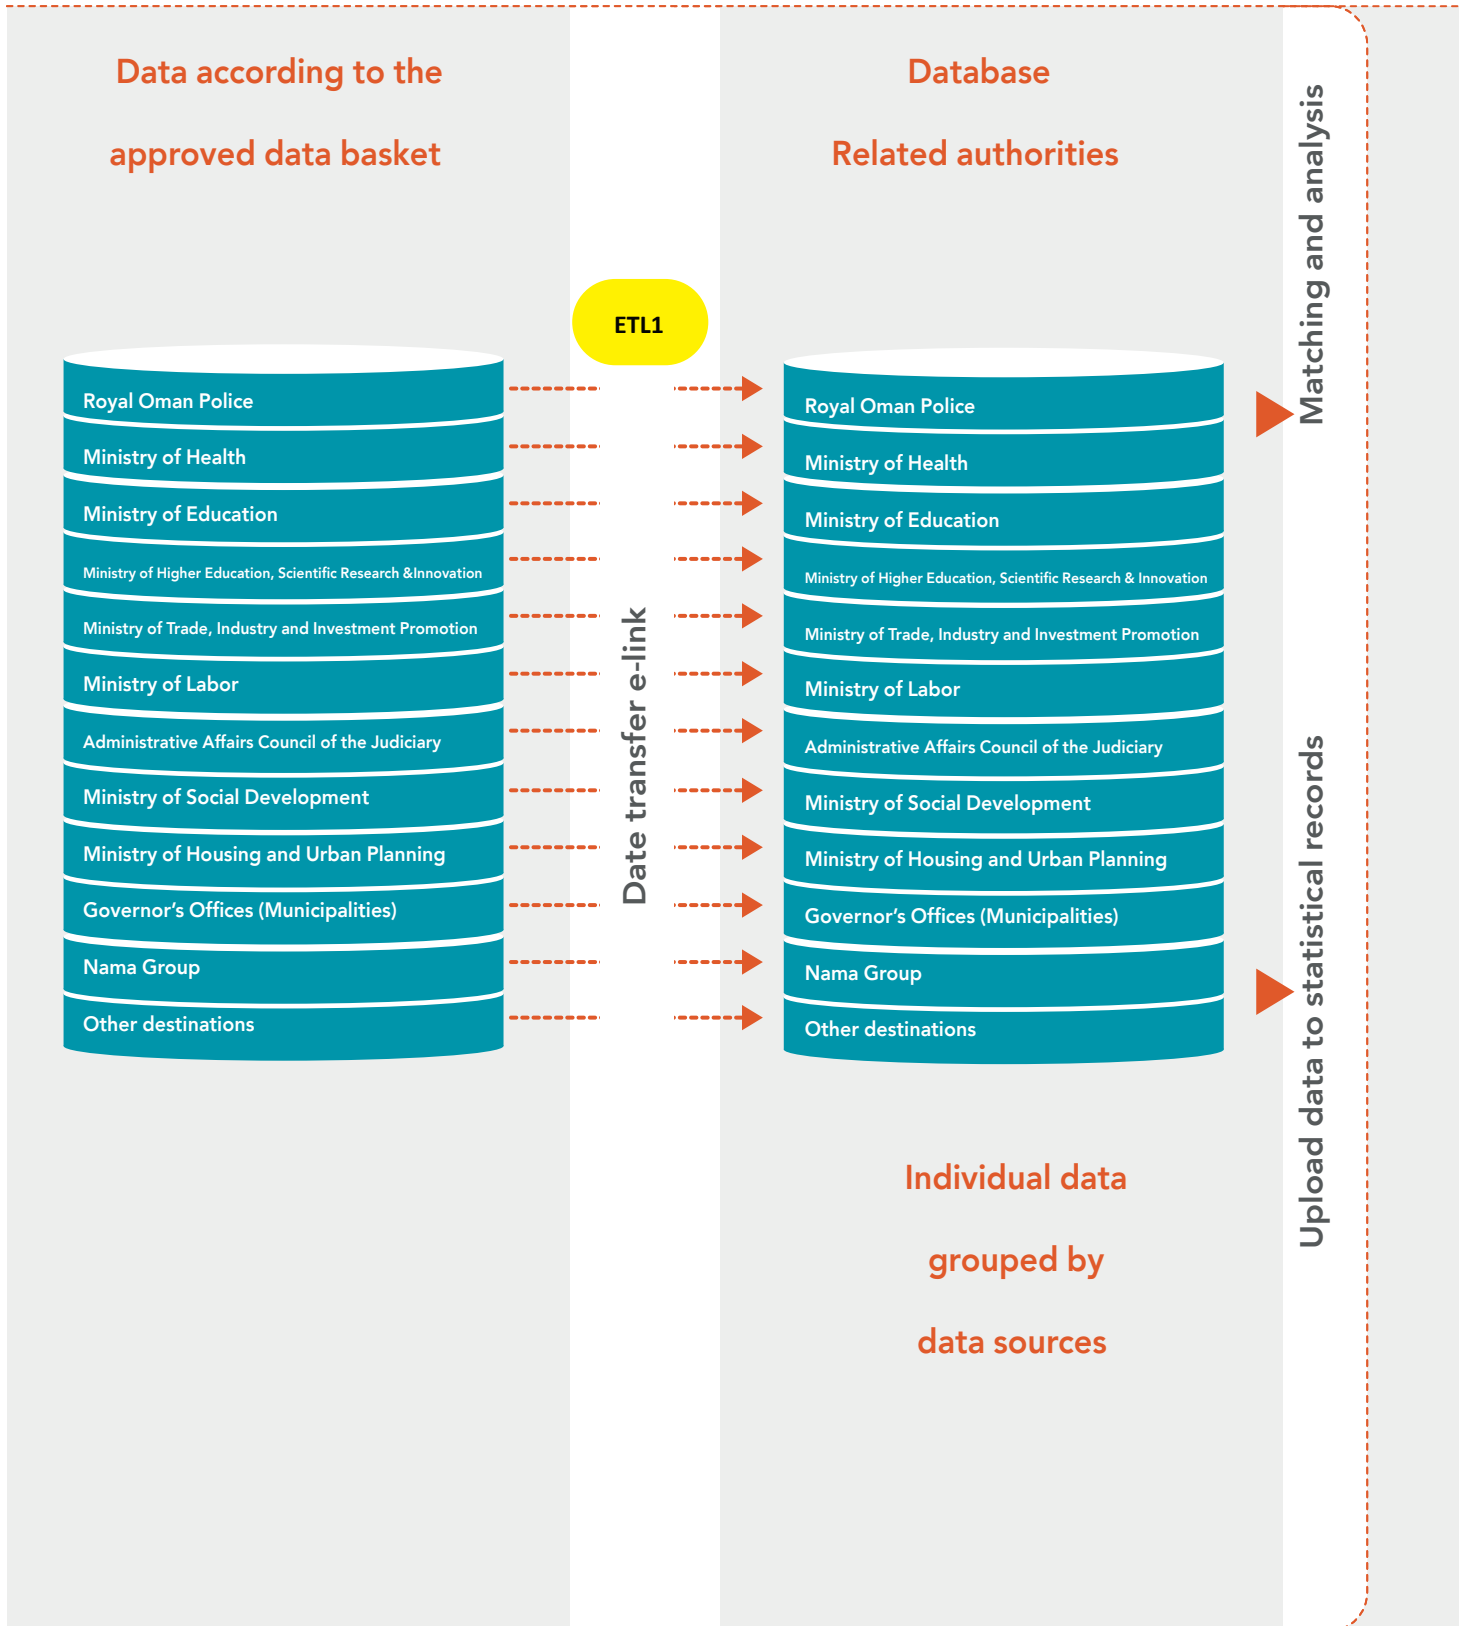 Data according to the
approved data basket
Royal Oman Police
Ministry of Health
Ministry of Education
Ministry of Higher Education, Scientific Research &Innovation
Ministry of Trade, Industry and Investment Promotion
Ministry of Labor
Administrative Affairs Council of the Judiciary
Ministry of Social Development
Ministry of Housing and Urban Planning
Governor’s Offices (Municipalities)
Nama Group
Other destinations
ETL1
Date transfer e-link
Database
Related authorities
Royal Oman Police
Ministry of Health
Ministry of Education
Ministry of Higher Education, Scientific Research & Innovation
Ministry of Trade, Industry and Investment Promotion
Ministry of Labor
Administrative Affairs Council of the Judiciary
Ministry of Social Development
Ministry of Housing and Urban Planning
Governor’s Offices (Municipalities)
Nama Group
Other destinations
Individual data
grouped by
data sources
Matching and analysis
Upload data to statistical records